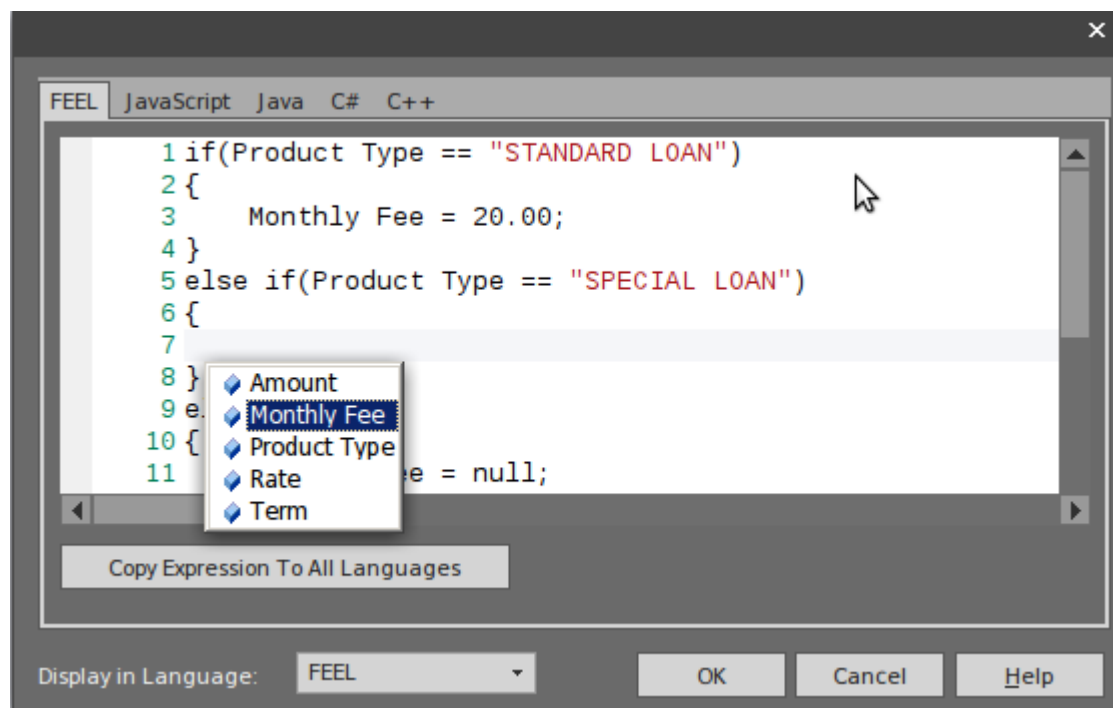 ×
FEEL JavaScript Java C# C++
1 if(Product Type == "STANDARD LOAN")
2 {
3 Monthly Fee = 20.00;
4 }
5 else if(Product Type == "SPECIAL LOAN")
6 {
7
8 }
9 e
10 {
11 e = null;
Amount
Monthly Fee
Product Type
Rate
Term
Copy Expression To All Languages
Display in Language: FEEL OK Cancel Help